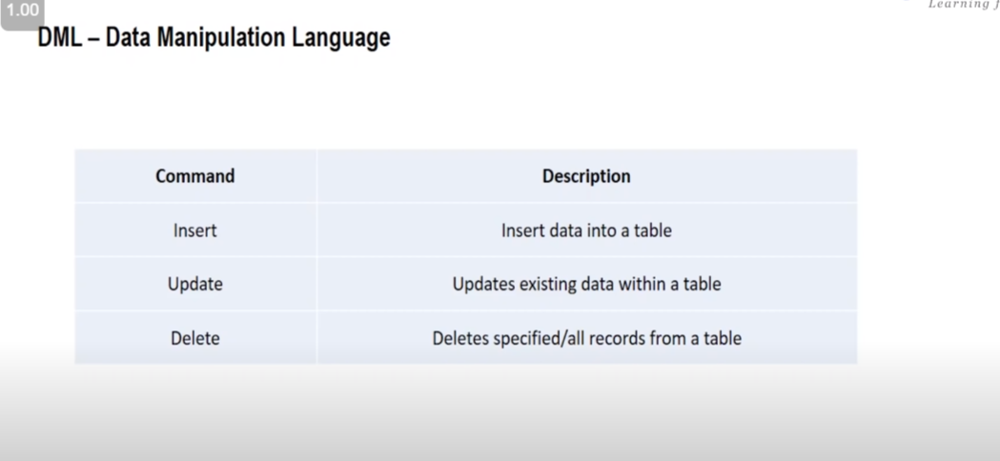 1.00
Learning f
DML – Data Manipulation Language
Command Description
Insert Insert data into a table
Update Updates existing data within a table
Delete Deletes specified/all records from a table